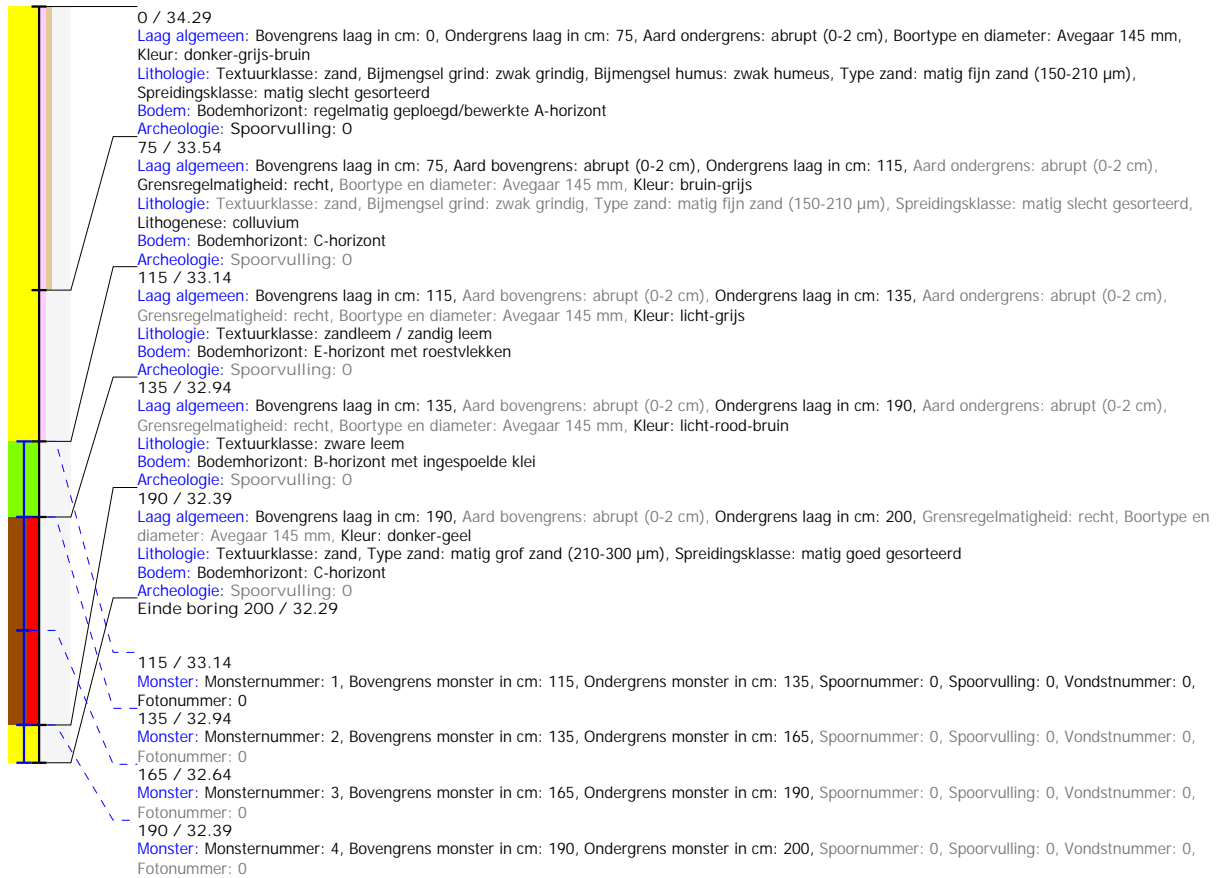 0 / 34.29
Laag algemeen: Bovengrens laag in cm: 0, Ondergrens laag in cm: 75, Aard ondergrens: abrupt (0-2 cm), Boortype en diameter: Avegaar 145 mm,
Kleur: donker-grijs-bruin
Lithologie: Textuurklasse: zand, Bijmengsel grind: zwak grindig, Bijmengsel humus: zwak humeus, Type zand: matig fijn zand (150-210 µm),
Spreidingsklasse: matig slecht gesorteerd
Bodem: Bodemhorizont: regelmatig geploegd/bewerkte A-horizont
Archeologie: Spoorvulling: 0
75 / 33.54
Laag algemeen: Bovengrens laag in cm: 75, Aard bovengrens: abrupt (0-2 cm), Ondergrens laag in cm: 115, Aard ondergrens: abrupt (0-2 cm),
Grensregelmatigheid: recht, Boortype en diameter: Avegaar 145 mm, Kleur: bruin-grijs
Lithologie: Textuurklasse: zand, Bijmengsel grind: zwak grindig, Type zand: matig fijn zand (150-210 µm), Spreidingsklasse: matig slecht gesorteerd,
Lithogenese: colluvium
Bodem: Bodemhorizont: C-horizont
Archeologie: Spoorvulling: 0
115 / 33.14
Laag algemeen: Bovengrens laag in cm: 115, Aard bovengrens: abrupt (0-2 cm), Ondergrens laag in cm: 135, Aard ondergrens: abrupt (0-2 cm),
Grensregelmatigheid: recht, Boortype en diameter: Avegaar 145 mm, Kleur: licht-grijs
Lithologie: Textuurklasse: zandleem / zandig leem
Bodem: Bodemhorizont: E-horizont met roestvlekken
Archeologie: Spoorvulling: 0
135 / 32.94
Laag algemeen: Bovengrens laag in cm: 135, Aard bovengrens: abrupt (0-2 cm), Ondergrens laag in cm: 190, Aard ondergrens: abrupt (0-2 cm),
Grensregelmatigheid: recht, Boortype en diameter: Avegaar 145 mm, Kleur: licht-rood-bruin
Lithologie: Textuurklasse: zware leem
Bodem: Bodemhorizont: B-horizont met ingespoelde klei
Archeologie: Spoorvulling: 0
190 / 32.39
Laag algemeen: Bovengrens laag in cm: 190, Aard bovengrens: abrupt (0-2 cm), Ondergrens laag in cm: 200, Grensregelmatigheid: recht, Boortype en
diameter: Avegaar 145 mm, Kleur: donker-geel
Lithologie: Textuurklasse: zand, Type zand: matig grof zand (210-300 µm), Spreidingsklasse: matig goed gesorteerd
Bodem: Bodemhorizont: C-horizont
Archeologie: Spoorvulling: 0
Einde boring 200 / 32.29
115 / 33.14
Monster: Monsternummer: 1, Bovengrens monster in cm: 115, Ondergrens monster in cm: 135, Spoornummer: 0, Spoorvulling: 0, Vondstnummer: 0,
Fotonummer: 0
135 / 32.94
Monster: Monsternummer: 2, Bovengrens monster in cm: 135, Ondergrens monster in cm: 165, Spoornummer: 0, Spoorvulling: 0, Vondstnummer: 0,
Fotonummer: 0
165 / 32.64
Monster: Monsternummer: 3, Bovengrens monster in cm: 165, Ondergrens monster in cm: 190, Spoornummer: 0, Spoorvulling: 0, Vondstnummer: 0,
Fotonummer: 0
190 / 32.39
Monster: Monsternummer: 4, Bovengrens monster in cm: 190, Ondergrens monster in cm: 200, Spoornummer: 0, Spoorvulling: 0, Vondstnummer: 0,
Fotonummer: 0